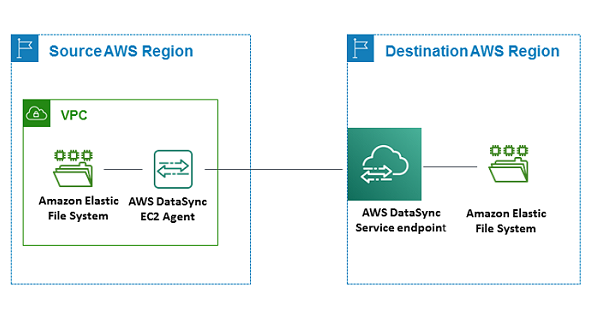 Source AWS Region
VPC
Amazon Elastic
File System
AWS DataSync
EC2 Agent
Destination AWS Region
AWS DataSync
Service endpoint
Amazon Elastic
File System